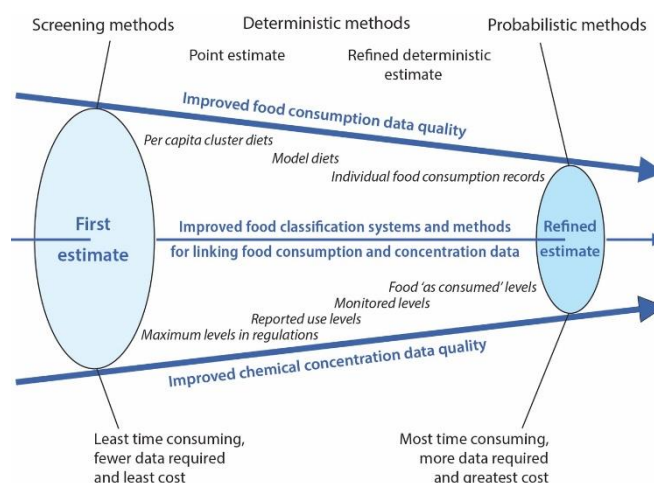 Screening methods
Deterministic methods
Probabilistic methods
Point estimate
Refined deterministic
estimate
Improved food consumption data quality
Per capita cluster diets
Model diets
Individual food consumption records
First
estimate
Improved food classification systems and methods
for linking food consumption and concentration data
Refined
estimate
Food ‘as consumed’ levels
Monitored levels
Reported use levels
Maximum levels in regulations
Improved chemical concentration data quality
Least time consuming,
fewer data required
and least cost
Most time consuming,
more data required
and greatest cost